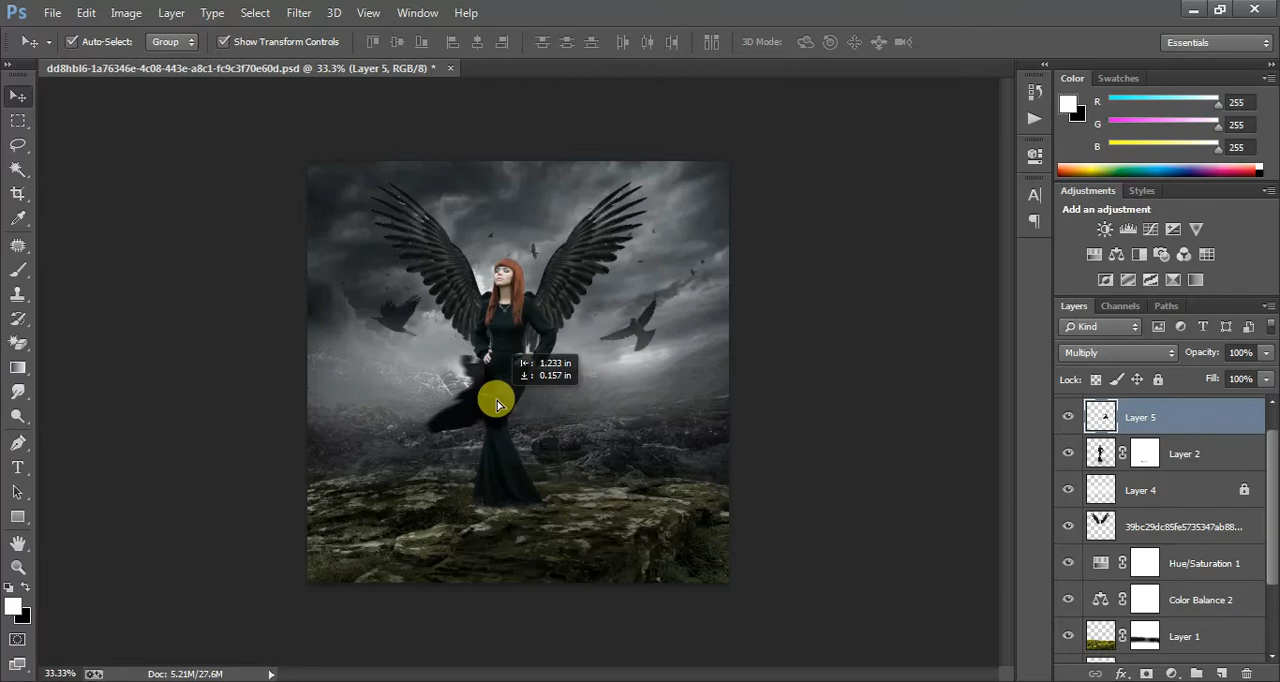 Ps File Edit Image Layer Type Select Filter 3D View Window Help
Auto-Select: Group Show Transform Controls 3D Mode: Essentials
dd8hbl6-1a76346e-4c08-443e-a8c1-fc9c3f70e60d.psd @ 33.3% (Layer 5, RGB/8) * ×
Color Swatches
R 255
G 255
B 255
Adjustments Styles
Add an adjustment
Layers Channels Paths
Kind
Multiply Opacity: 100%
Lock: Fill: 100%
Layer 5
Layer 2
Layer 4
39bc29dc85fe5735347ab88...
Hue/Saturation 1
Color Balance 2
Layer 1
1.233 in
0.157 in
33.33% Doc: 5.21M/27.6M